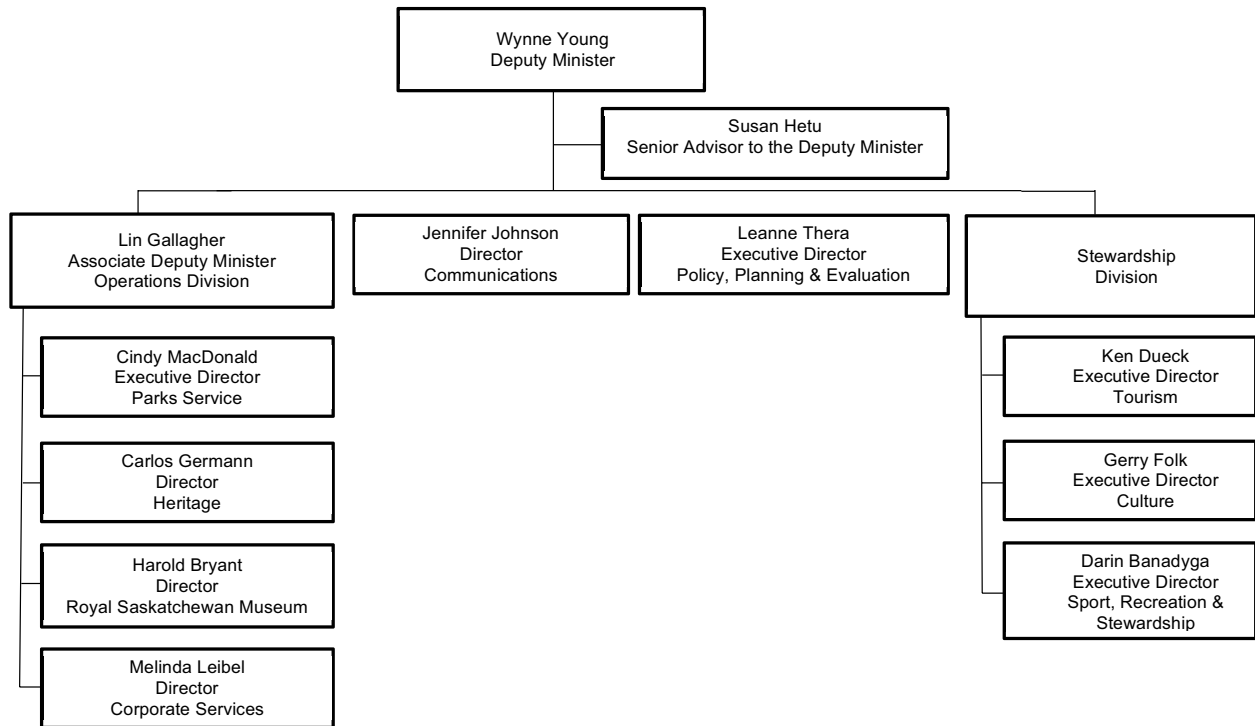 Wynne Young
Deputy Minister
Susan Hetu
Senior Advisor to the Deputy Minister
Lin Gallagher
Associate Deputy Minister
Operations Division
Jennifer Johnson
Director
Communications
Leanne Thera
Executive Director
Policy, Planning & Evaluation
Stewardship
Division
Cindy MacDonald
Executive Director
Parks Service
Carlos Germann
Director
Heritage
Harold Bryant
Director
Royal Saskatchewan Museum
Melinda Leibel
Director
Corporate Services
Ken Dueck
Executive Director
Tourism
Gerry Folk
Executive Director
Culture
Darin Banadyga
Executive Director
Sport, Recreation &
Stewardship